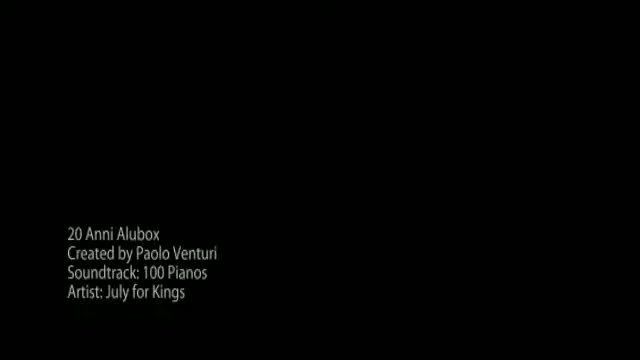 20 Anni Alubox
Created by Paolo Venturi
Soundtrack: 100 Pianos
Artist: July for Kings